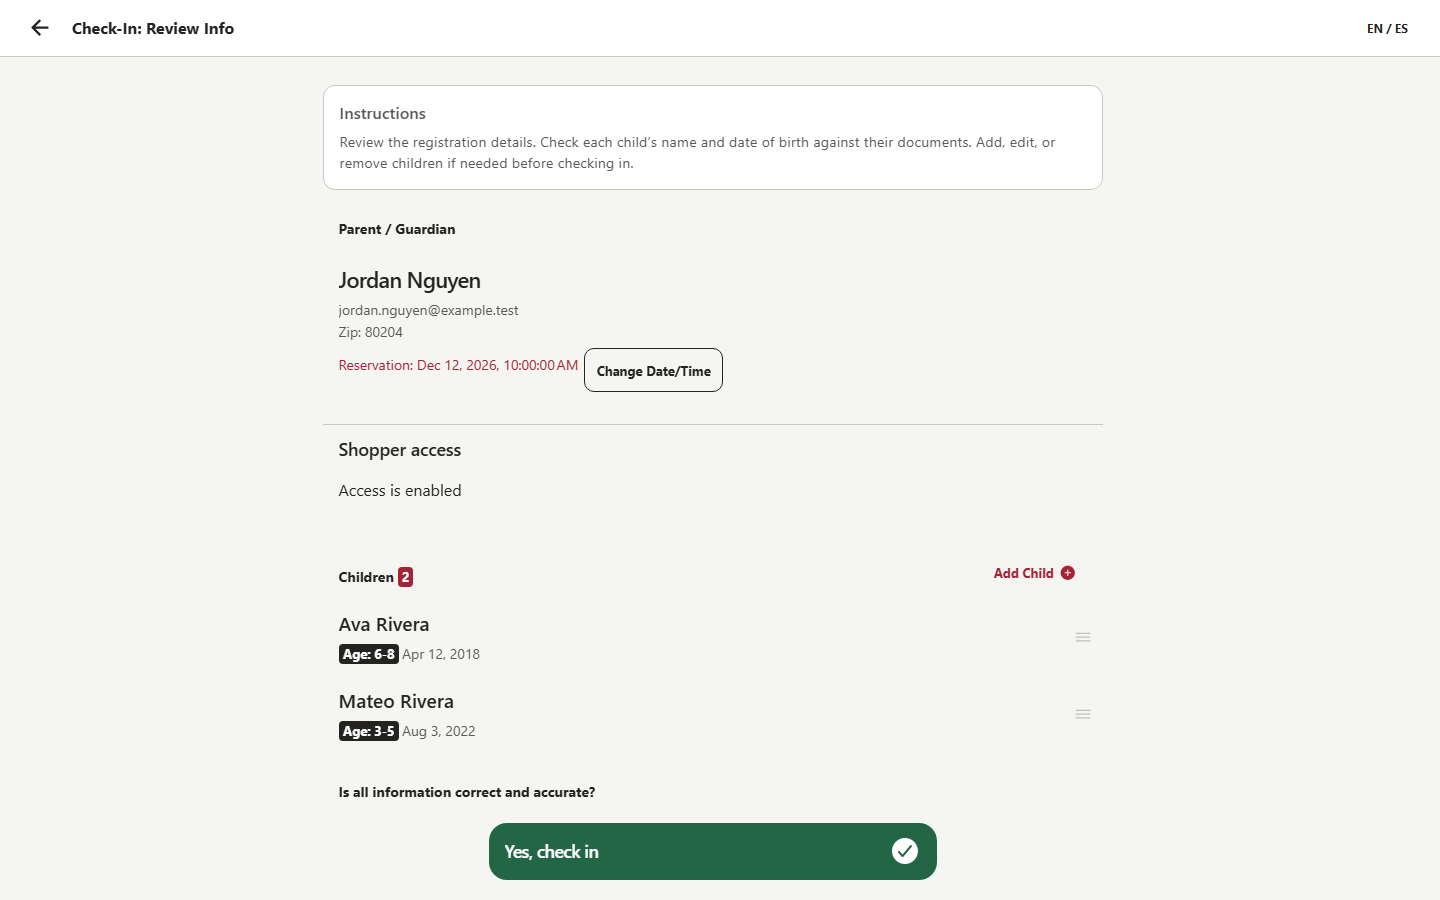 Check-In: Review Info
EN / ES
Instructions
Review the registration details. Check each child’s name and date of birth against their documents. Add, edit, or
remove children if needed before checking in.
Parent / Guardian
Jordan Nguyen
jordan.nguyen@example.test
Zip: 80204
Reservation: Dec 12, 2026, 10:00:00 AM
Change Date/Time
Shopper access
Access is enabled
Children 2
Add Child
Ava Rivera
Age: 6-8 Apr 12, 2018
Mateo Rivera
Age: 3-5 Aug 3, 2022
Is all information correct and accurate?
Yes, check in